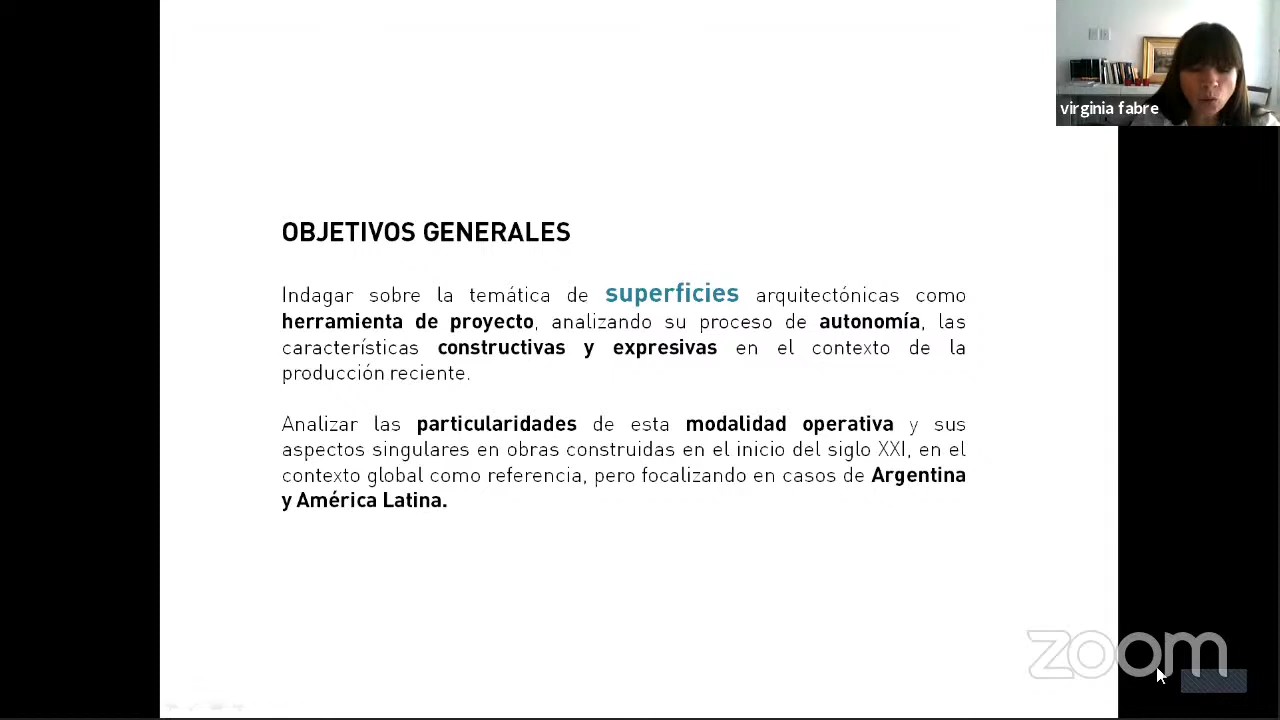 virginia fabre
OBJETIVOS GENERALES
Indagar sobre la temática de superficies arquitectónicas como
herramienta de proyecto, analizando su proceso de autonomía, las
características constructivas y expresivas en el contexto de la
producción reciente.
Analizar las particularidades de esta modalidad operativa y sus
aspectos singulares en obras construidas en el inicio del siglo XXI, en el
contexto global como referencia, pero focalizando en casos de Argentina
y América Latina.
zoom